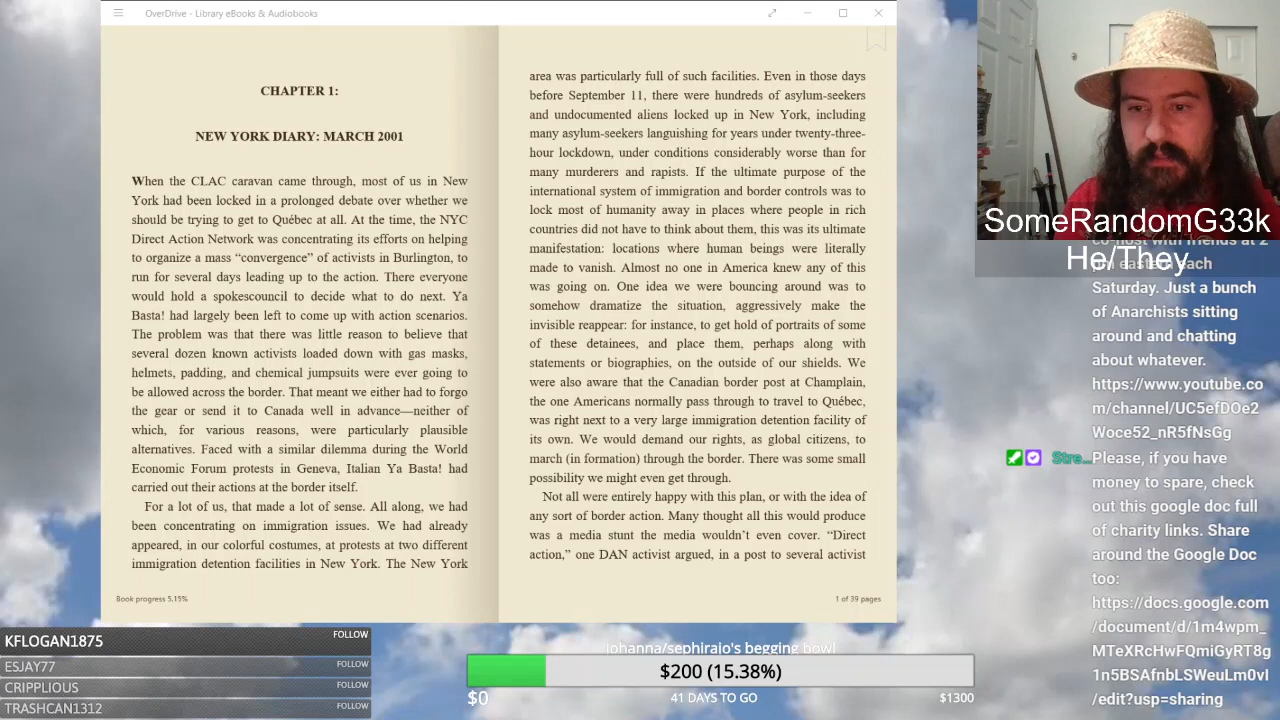 OverDrive - Library eBooks & Audiobooks
CHAPTER 1:
NEW YORK DIARY: MARCH 2001
When the CLAC caravan came through, most of us in New
York had been locked in a prolonged debate over whether we
should be trying to get to Québec at all. At the time, the NYC
Direct Action Network was concentrating its efforts on helping
to organize a mass “convergence” of activists in Burlington, to
run for several days leading up to the action. There everyone
would hold a spokescouncil to decide what to do next. Ya
Basta! had largely been left to come up with action scenarios.
The problem was that there was little reason to believe that
several dozen known activists loaded down with gas masks,
helmets, padding, and chemical jumpsuits were ever going to
be allowed across the border. That meant we either had to forgo
the gear or send it to Canada well in advance—neither of
which, for various reasons, were particularly plausible
alternatives. Faced with a similar dilemma during the World
Economic Forum protests in Geneva, Italian Ya Basta! had
carried out their actions at the border itself.
For a lot of us, that made a lot of sense. All along, we had
been concentrating on immigration issues. We had already
appeared, in our colorful costumes, at protests at two different
immigration detention facilities in New York. The New York
Book progress 5.15%
area was particularly full of such facilities. Even in those days
before September 11, there were hundreds of asylum-seekers
and undocumented aliens locked up in New York, including
many asylum-seekers languishing for years under twenty-three-
hour lockdown, under conditions considerably worse than for
many murderers and rapists. If the ultimate purpose of the
international system of immigration and border controls was to
lock most of humanity away in places where people in rich
countries did not have to think about them, this was its ultimate
manifestation: locations where human beings were literally
made to vanish. Almost no one in America knew any of this
was going on. One idea we were bouncing around was to
somehow dramatize the situation, aggressively make the
invisible reappear: for instance, to get hold of portraits of some
of these detainees, and place them, perhaps along with
statements or biographies, on the outside of our shields. We
were also aware that the Canadian border post at Champlain,
the one Americans normally pass through to travel to Québec,
was right next to a very large immigration detention facility of
its own. We would demand our rights, as global citizens, to
march (in formation) through the border. There was some small
possibility we might even get through.
Not all were entirely happy with this plan, or with the idea of
any sort of border action. Many thought all this would produce
was a media stunt the media wouldn’t even cover. “Direct
action,” one DAN activist argued, in a post to several activist
1 of 39 pages
SomeRandomG33k
He/They
co-host with friends at 2
pm eastern each
Saturday. Just a bunch
of Anarchists sitting
around and chatting
about whatever.
https://www.youtube.co
m/channel/UC5efDOe2
Woce52_nR5fNsGg
Stre... Please, if you have
money to spare, check
out this google doc full
of charity links. Share
around the Google Doc
too:
https://docs.google.com
/document/d/1m4wpm_
MTeXRcHwFQmiGyRT8g
1n5BSAfnbLSWeuLm0vI
/edit?usp=sharing
KFLOGAN1875 FOLLOW
ESJAY77 FOLLOW
CRIPPLIOUS FOLLOW
TRASHCAN1312 FOLLOW
Johanna/sephiraio's begging bowl
$200 (15.38%)
$0 41 DAYS TO GO $1300